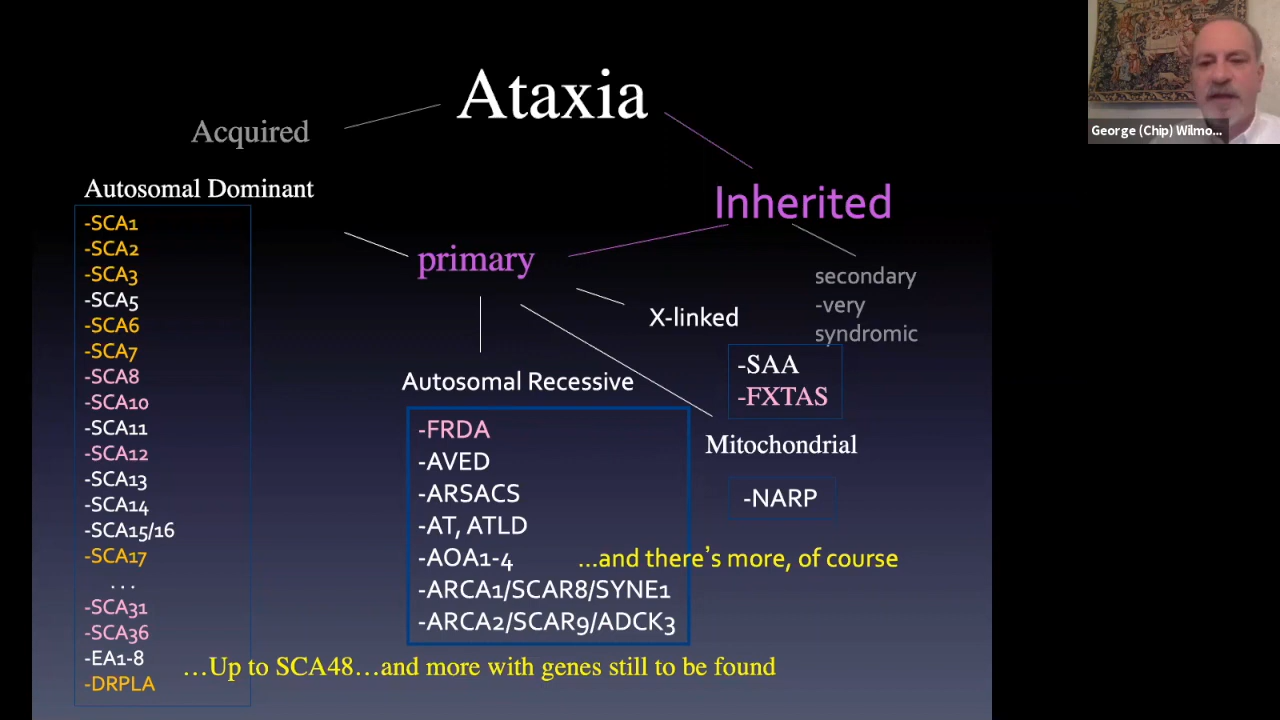 Ataxia
Acquired
Inherited
Autosomal Dominant
-SCA1
-SCA2
-SCA3
-SCA5
-SCA6
-SCA7
-SCA8
-SCA10
-SCA11
-SCA12
-SCA13
-SCA14
-SCA15/16
-SCA17
...
-SCA31
-SCA36
-EA1-8
-DRPLA
primary
secondary
-very
syndromic
X-linked
-SAA
-FXTAS
Autosomal Recessive
-FRDA
-AVED
-ARSACS
-AT, ATLD
-AOA1-4
-ARCA1/SCAR8/SYNE1
-ARCA2/SCAR9/ADCK3
Mitochondrial
-NARP
...and there's more, of course
...Up to SCA48...and more with genes still to be found
George (Chip) Wilmo...